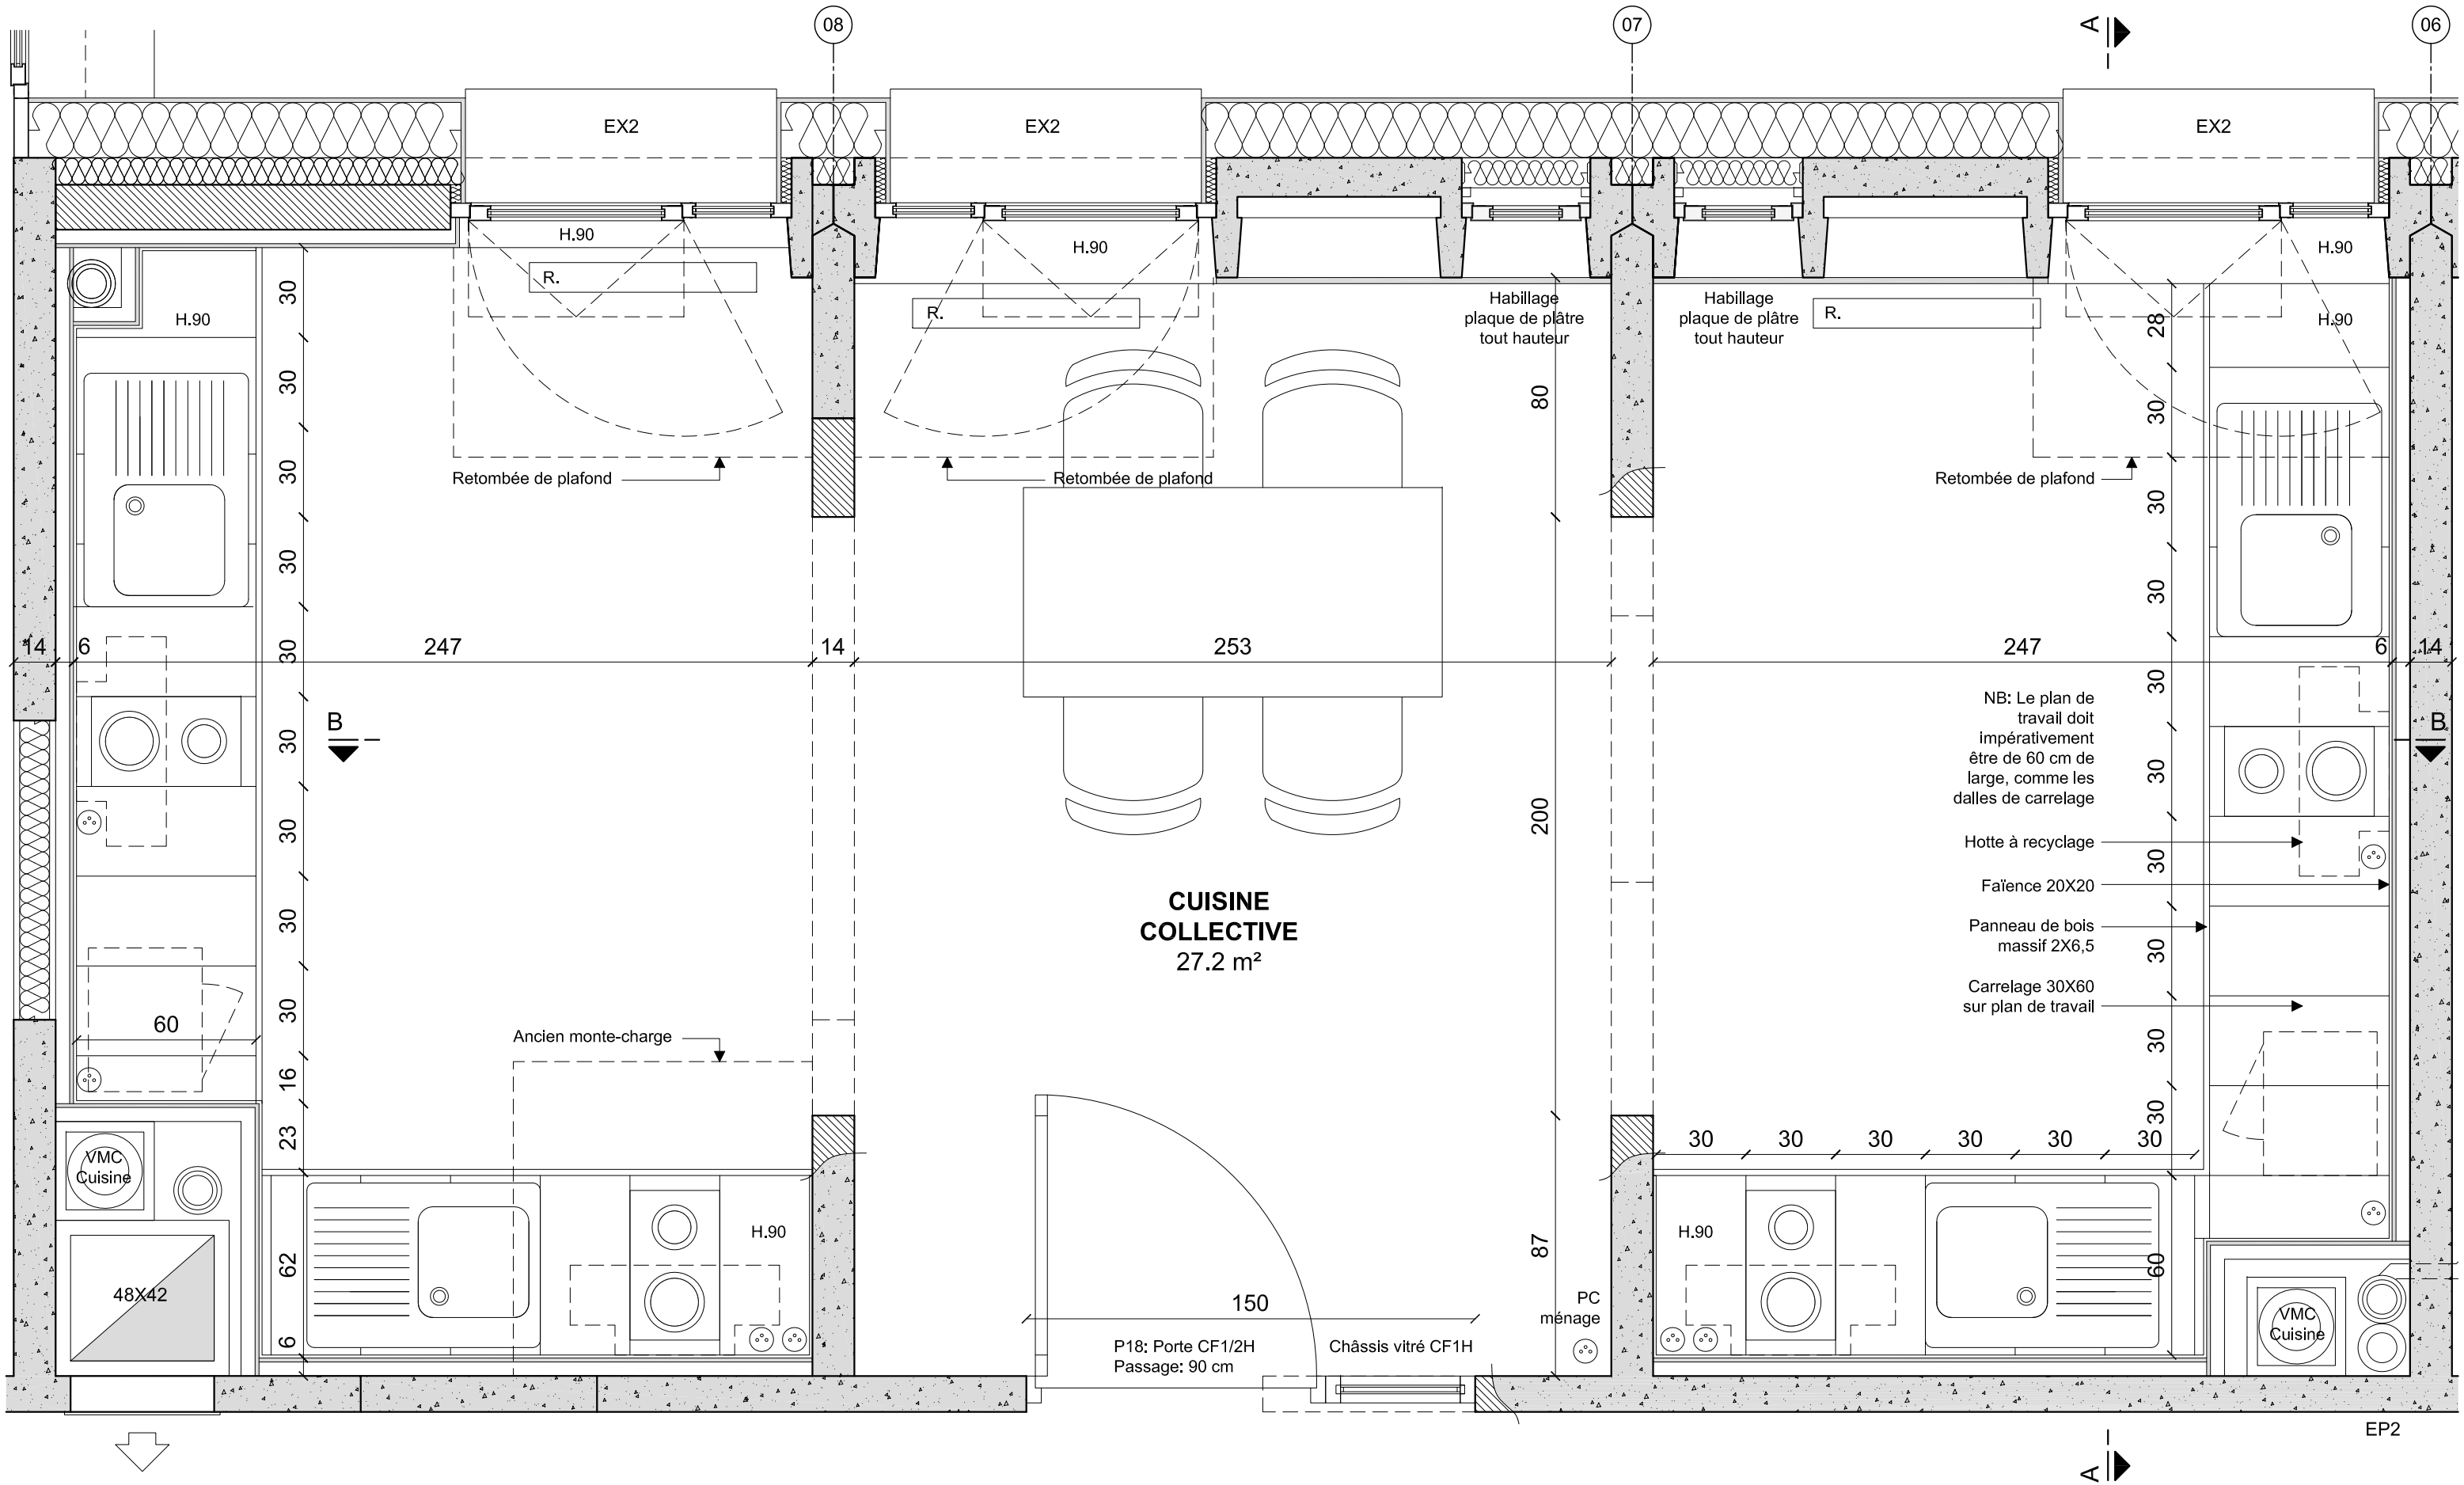 08
07
06
A
EX2
EX2
EX2
H.90
H.90
H.90
R.
R.
R.
H.90
H.90
Habillage
plaque de plâtre
tout hauteur
Habillage
plaque de plâtre
tout hauteur
30
30
30
30
30
30
30
30
30
16
23
62
6
80
200
87
28
30
30
30
30
30
30
30
30
30
60
Retombée de plafond
Retombée de plafond
Retombée de plafond
14
6
247
14
253
247
6
14
B
B
NB: Le plan de
travail doit
impérativement
être de 60 cm de
large, comme les
dalles de carrelage
Hotte à recyclage
Faïence 20X20
Panneau de bois
massif 2X6,5
Carrelage 30X60
sur plan de travail
CUISINE
COLLECTIVE
27.2 m²
60
Ancien monte-charge
30
30
30
30
30
30
VMC
Cuisine
H.90
H.90
48X42
150
PC
ménage
P18: Porte CF1/2H
Passage: 90 cm
Châssis vitré CF1H
VMC
Cuisine
EP2
A